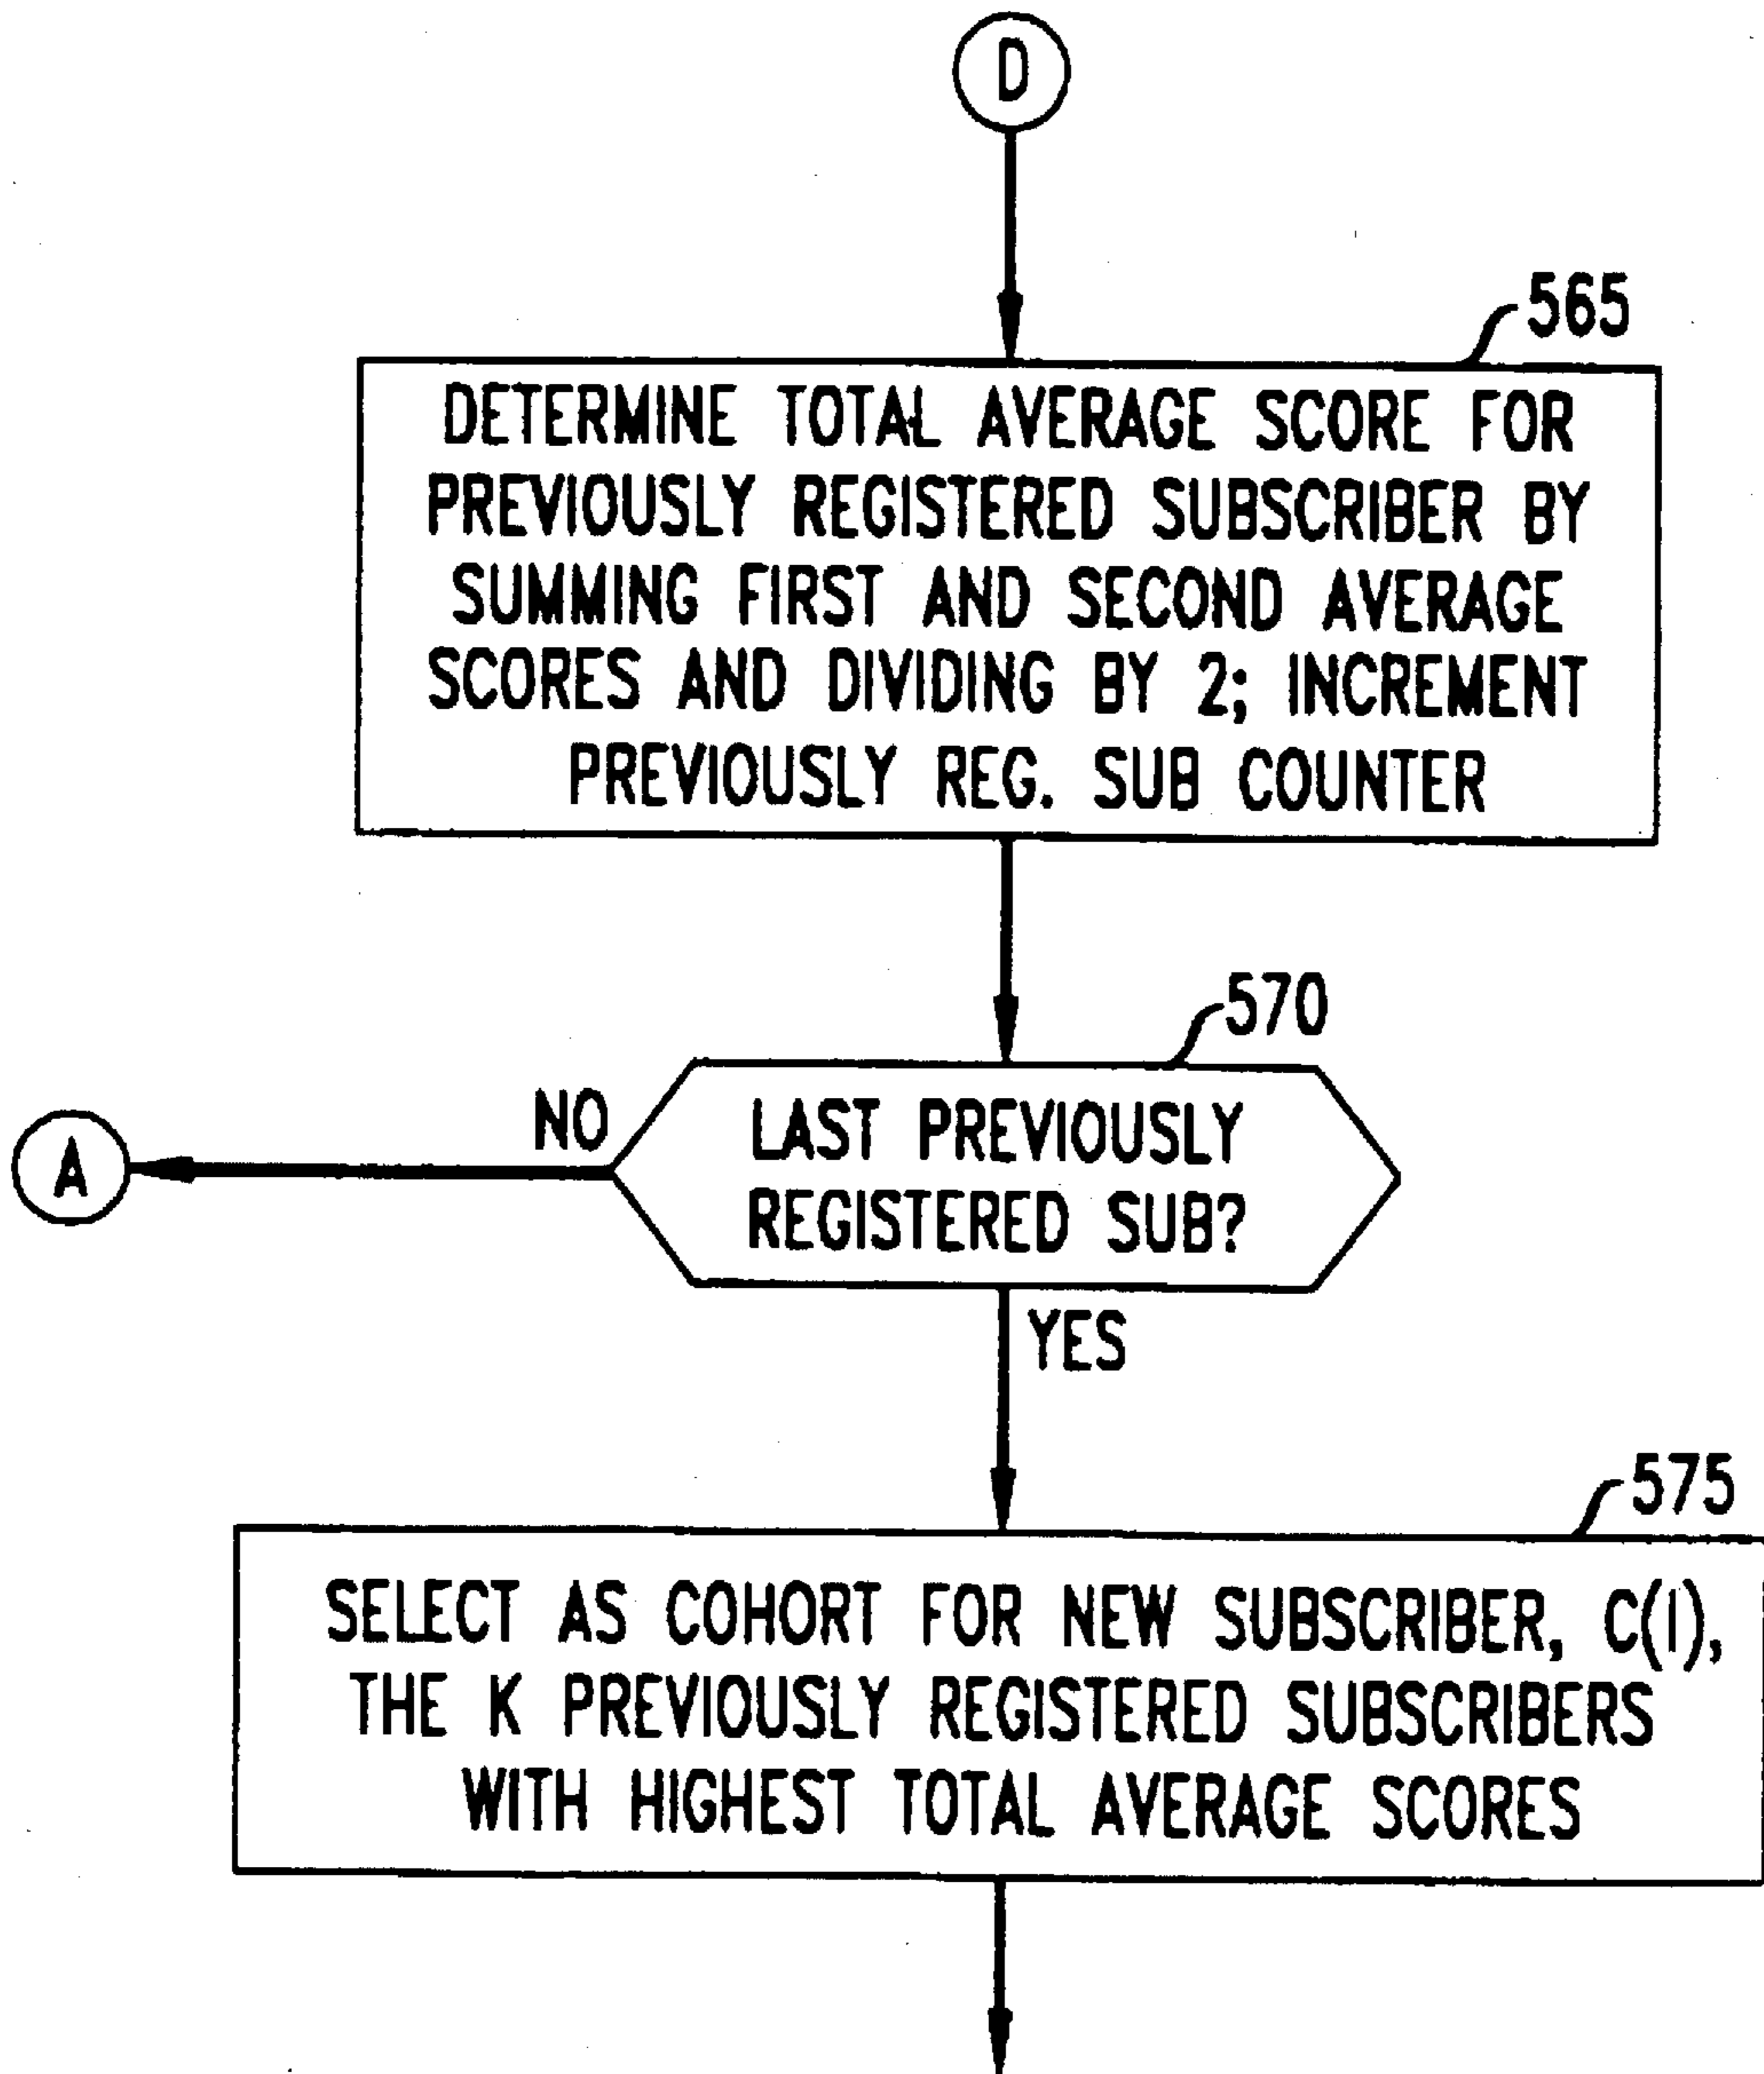 D
565
DETERMINE TOTAL AVERAGE SCORE FOR
PREVIOUSLY REGISTERED SUBSCRIBER BY
SUMMING FIRST AND SECOND AVERAGE
SCORES AND DIVIDING BY 2; INCREMENT
PREVIOUSLY REG. SUB COUNTER
570
NO
LAST PREVIOUSLY
REGISTERED SUB?
A
YES
575
SELECT AS COHORT FOR NEW SUBSCRIBER, C(I),
THE K PREVIOUSLY REGISTERED SUBSCRIBERS
WITH HIGHEST TOTAL AVERAGE SCORES